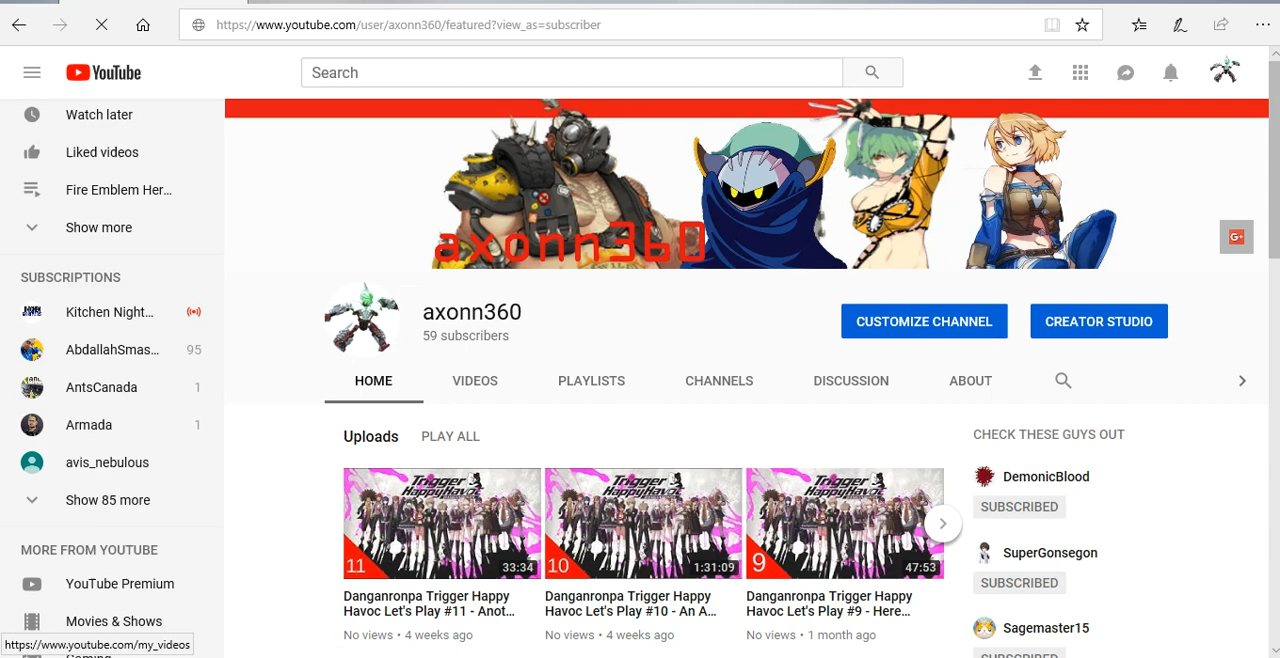 https://www.youtube.com/user/axonn360/featured?view_as=subscriber
YouTube
Search
Watch later
Liked videos
Fire Emblem Her...
Show more
SUBSCRIPTIONS
Kitchen Night...
AbdallahSmas... 95
AntsCanada 1
Armada 1
avis_nebulous
Show 85 more
MORE FROM YOUTUBE
YouTube Premium
Movies & Shows
https://www.youtube.com/my_videos
axonn360
G+
axonn360
59 subscribers
CUSTOMIZE CHANNEL
CREATOR STUDIO
HOME VIDEOS PLAYLISTS CHANNELS DISCUSSION ABOUT
Uploads PLAY ALL
Trigger
HappyHavoc
11
33:34
Danganronpa Trigger Happy
Havoc Let's Play #11 - Anot...
No views • 4 weeks ago
Trigger
HappyHavoc
10
1:31:09
Danganronpa Trigger Happy
Havoc Let's Play #10 - An A...
No views • 4 weeks ago
Trigger
HappyHavoc
9
47:53
Danganronpa Trigger Happy
Havoc Let's Play #9 - Here...
No views • 1 month ago
CHECK THESE GUYS OUT
DemonicBlood
SUBSCRIBED
SuperGonsegon
SUBSCRIBED
Sagemaster15
SUBSCRIBED